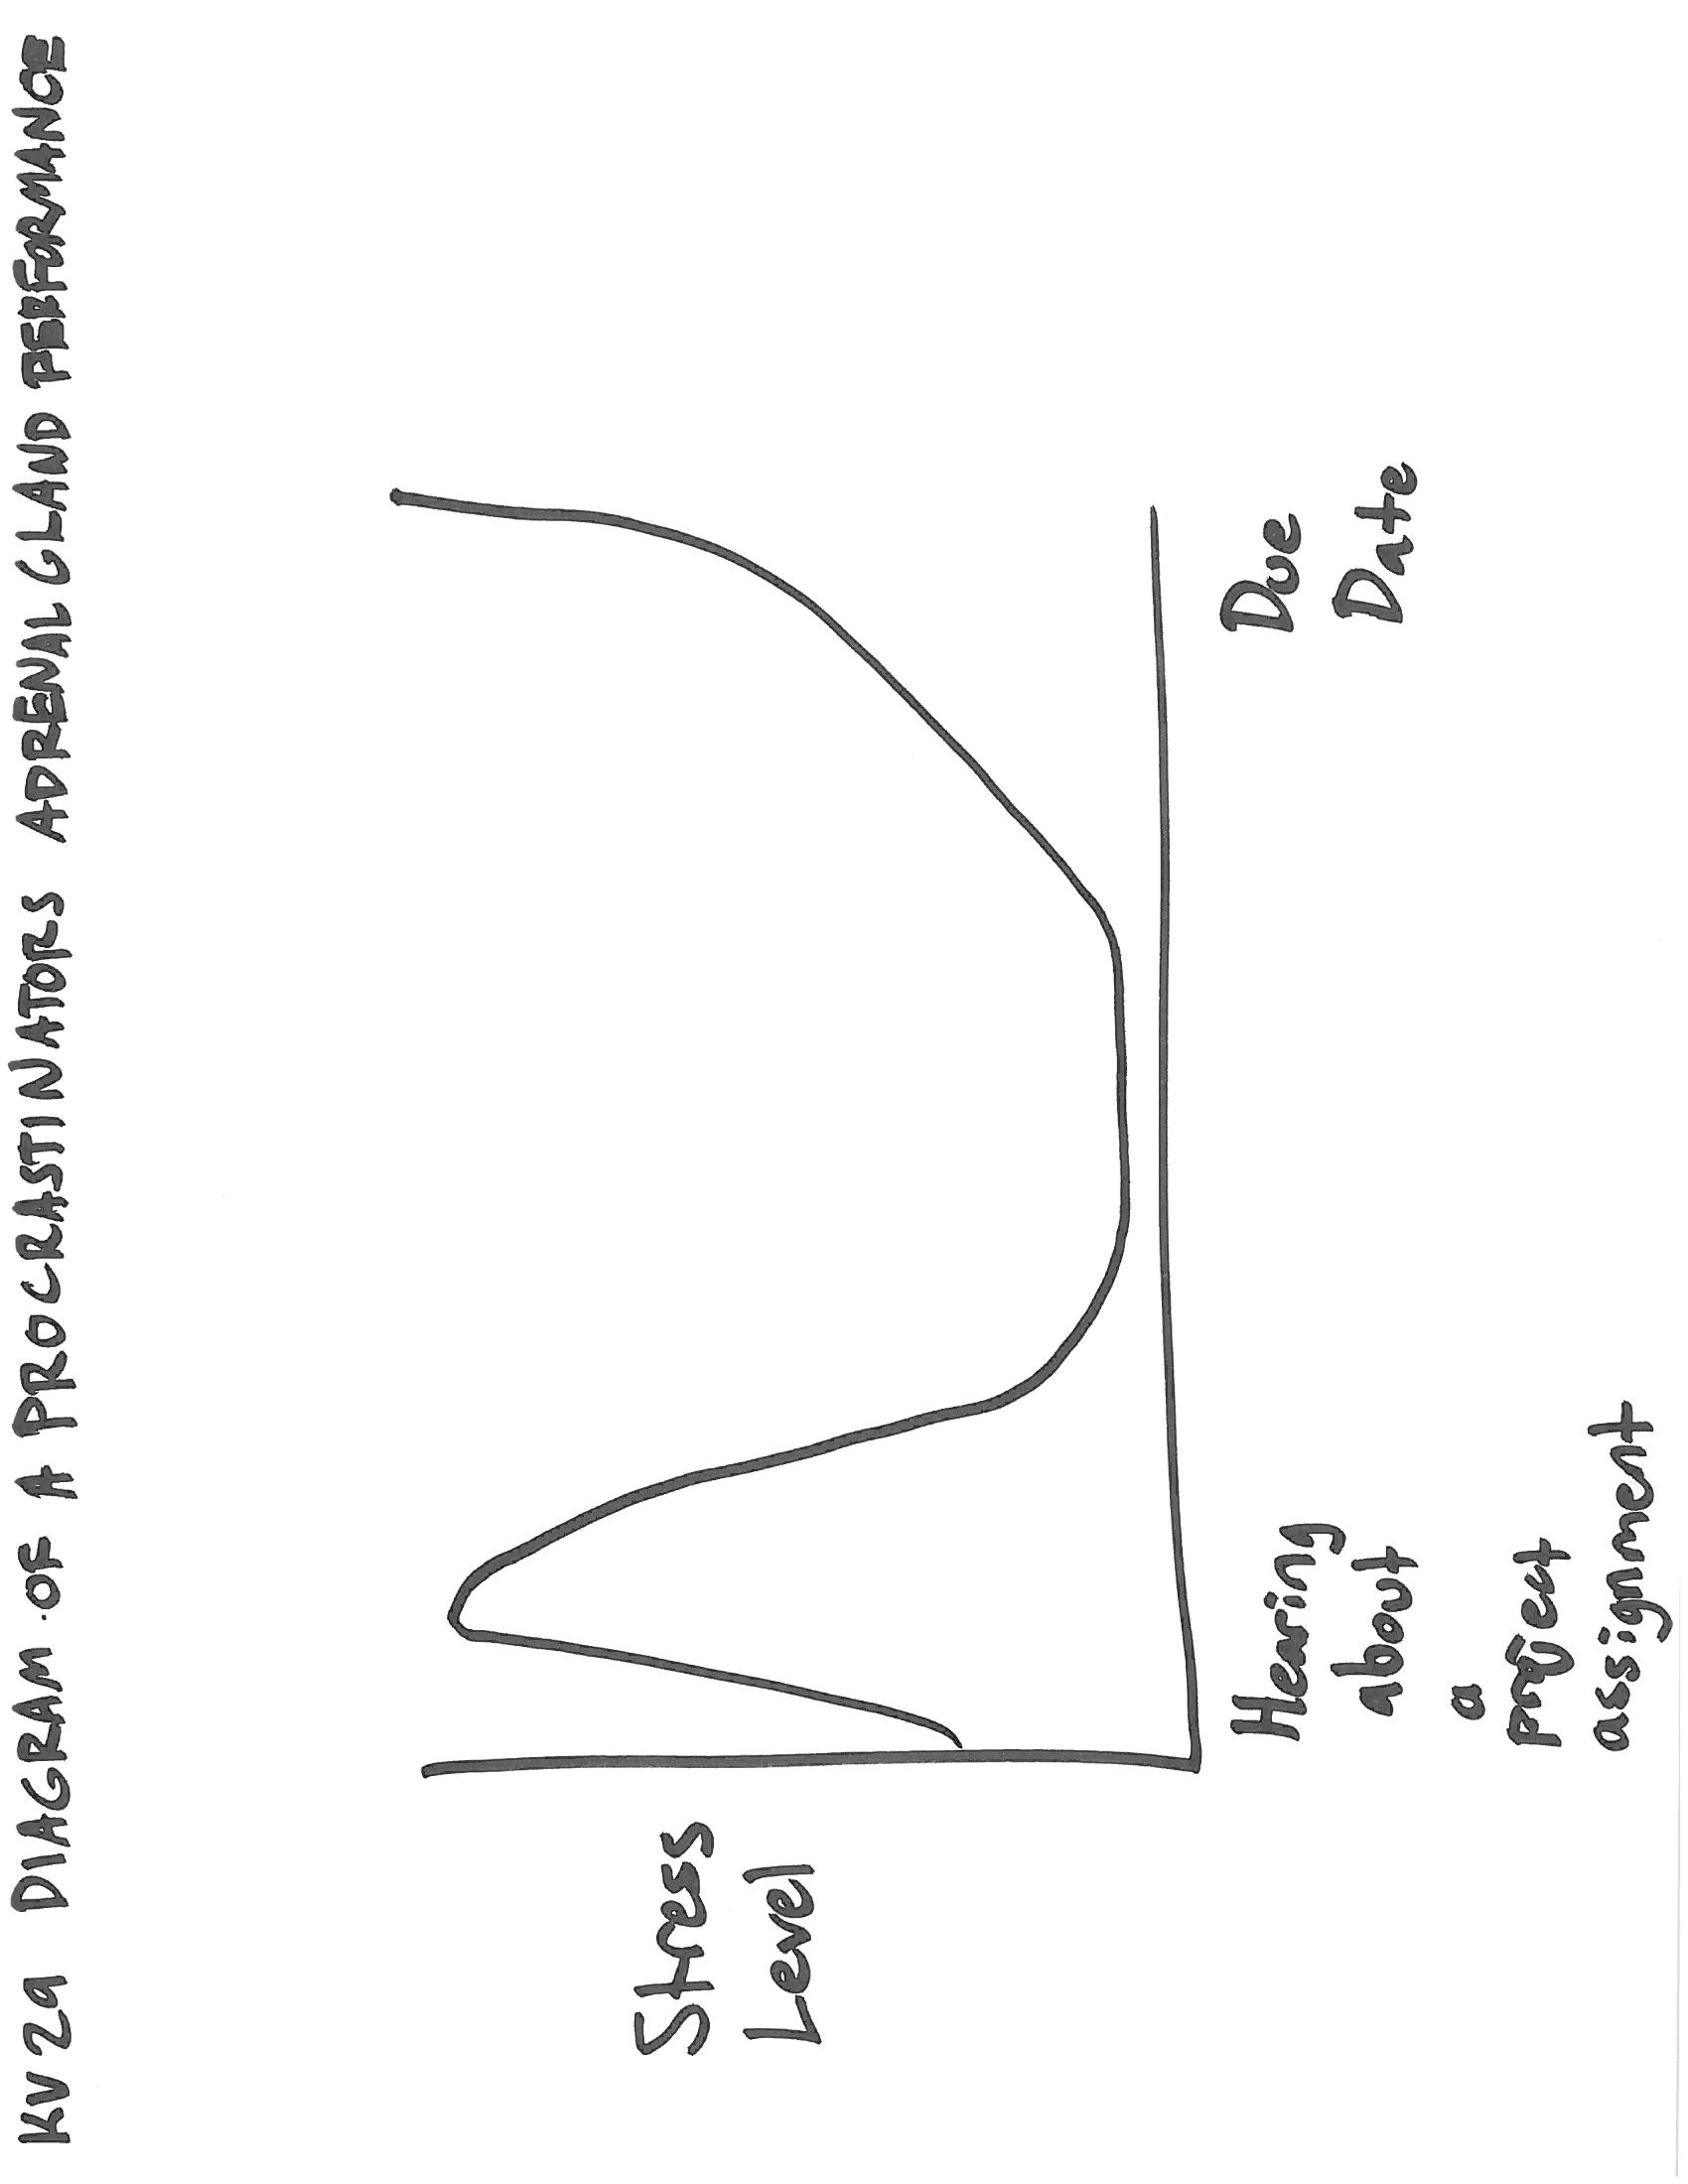 KV29 DIAGRAM OF A PROCRASTINATORS ADRENAL GLAND PERFORMANCE
Stress
Level
Hearing
about
a
project
assignment
Due
Date